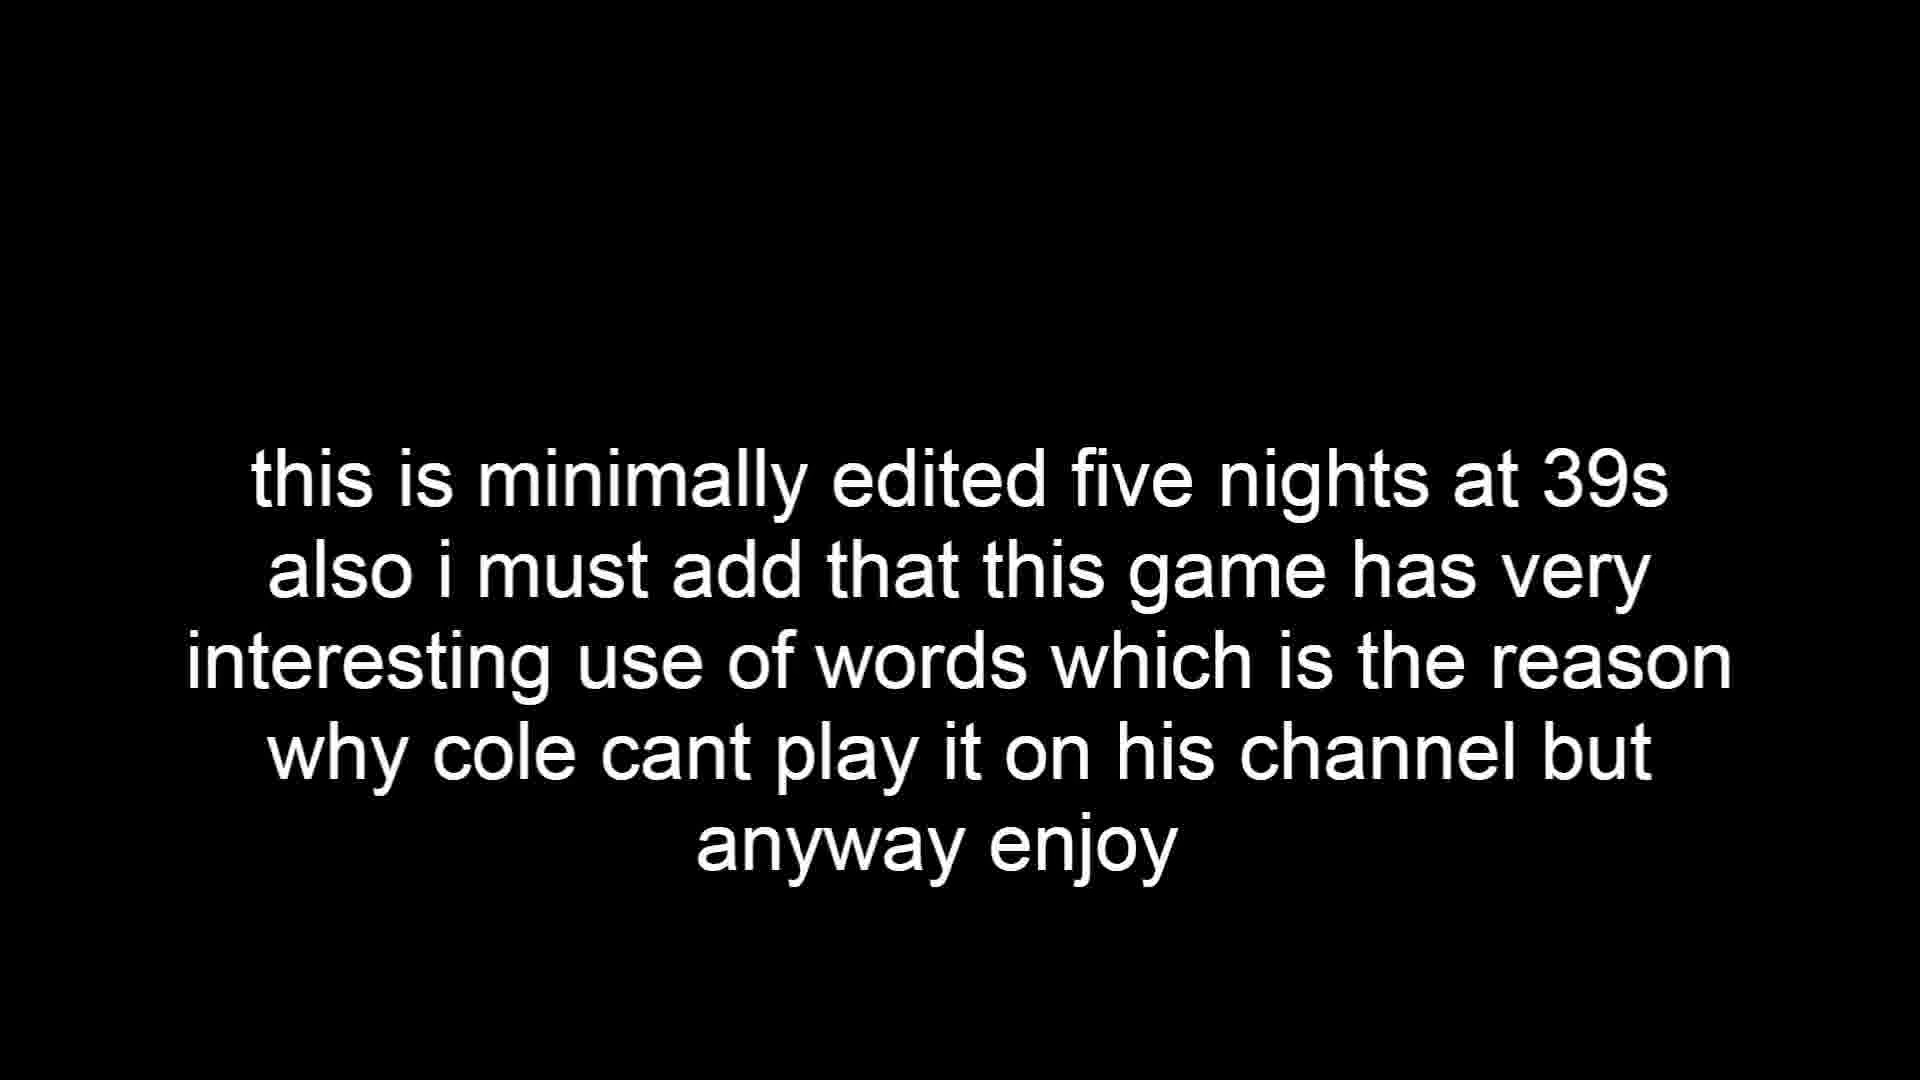 this is minimally edited five nights at 39s
also i must add that this game has very
interesting use of words which is the reason
why cole cant play it on his channel but
anyway enjoy